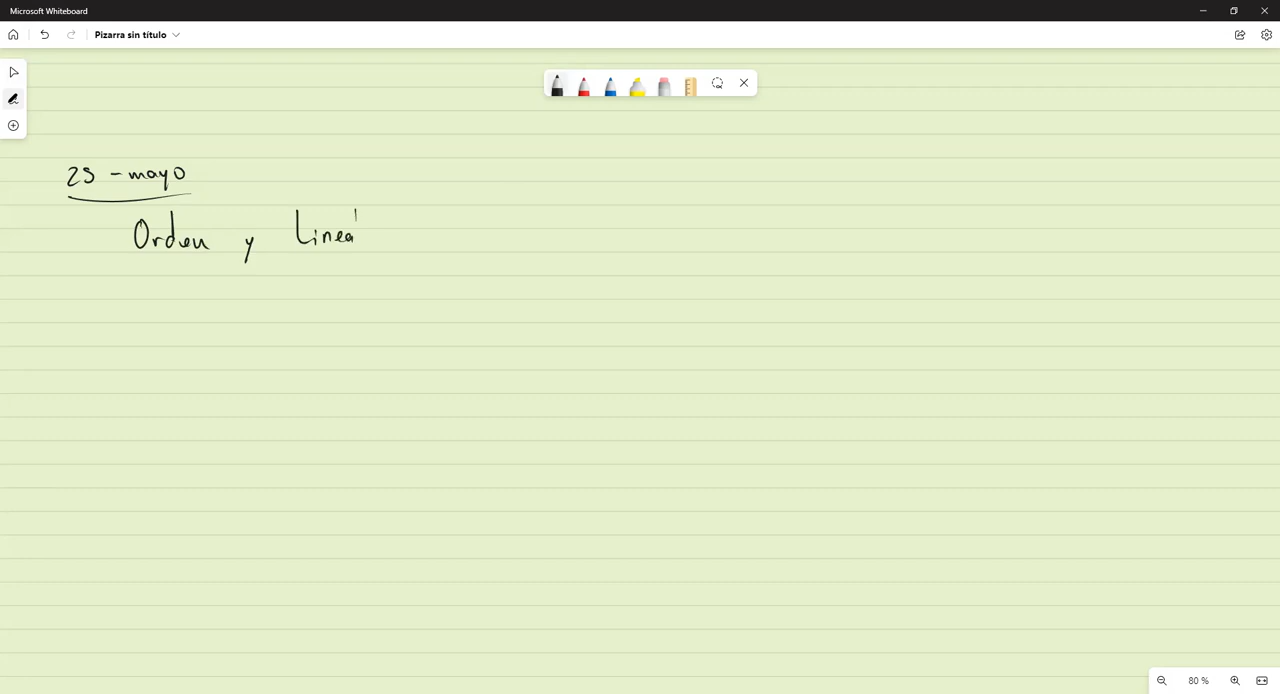 Microsoft Whiteboard
Pizarra sin título
25 - mayo
Orden y Linea
80 %